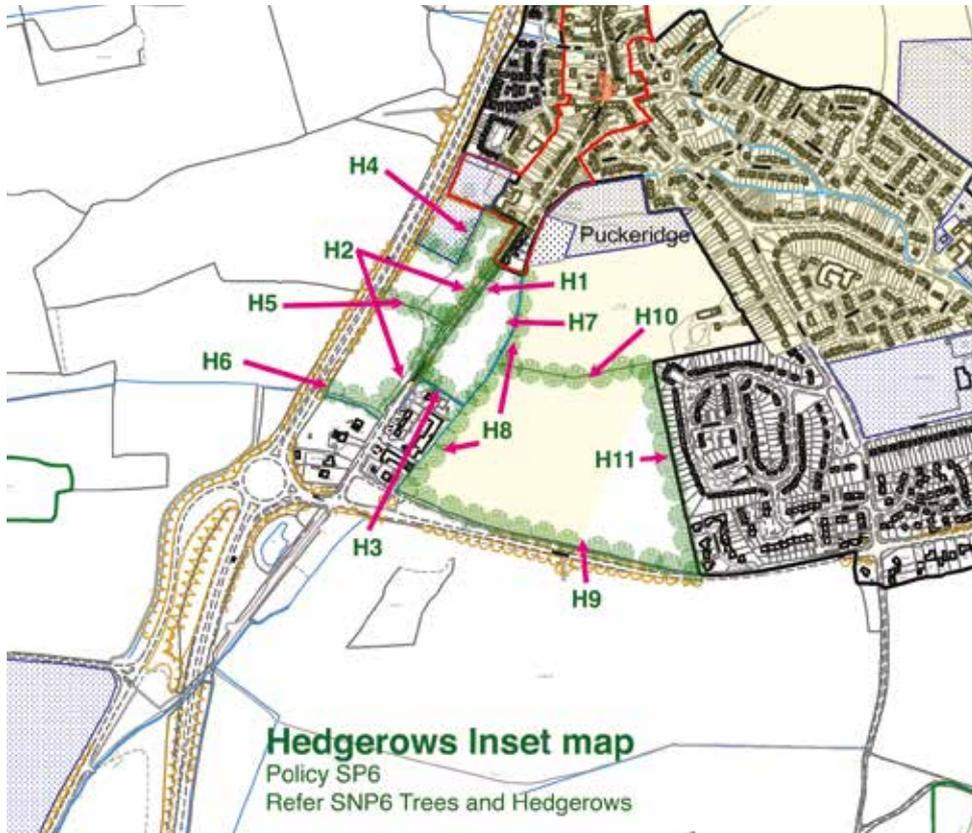 H4
Puckeridge
H2
H1
H5
H7
H10
H6
H8
H11
H3
H9
Hedgerows Inset map
Policy SP6
Refer SNP6 Trees and Hedgerows